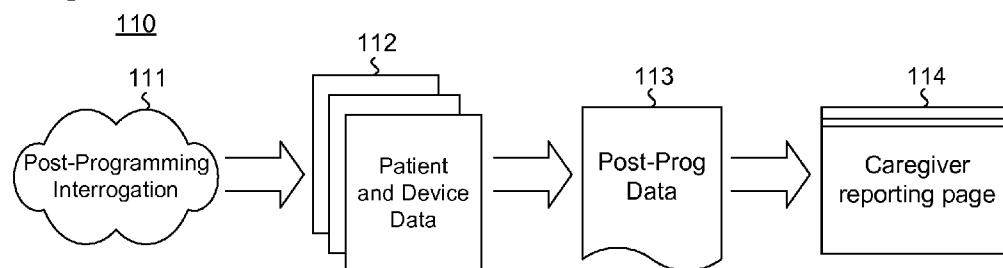 110
111
112
113
114
Post-Programming
Interrogation
Patient
and Device
Data
Post-Prog
Data
Caregiver
reporting page